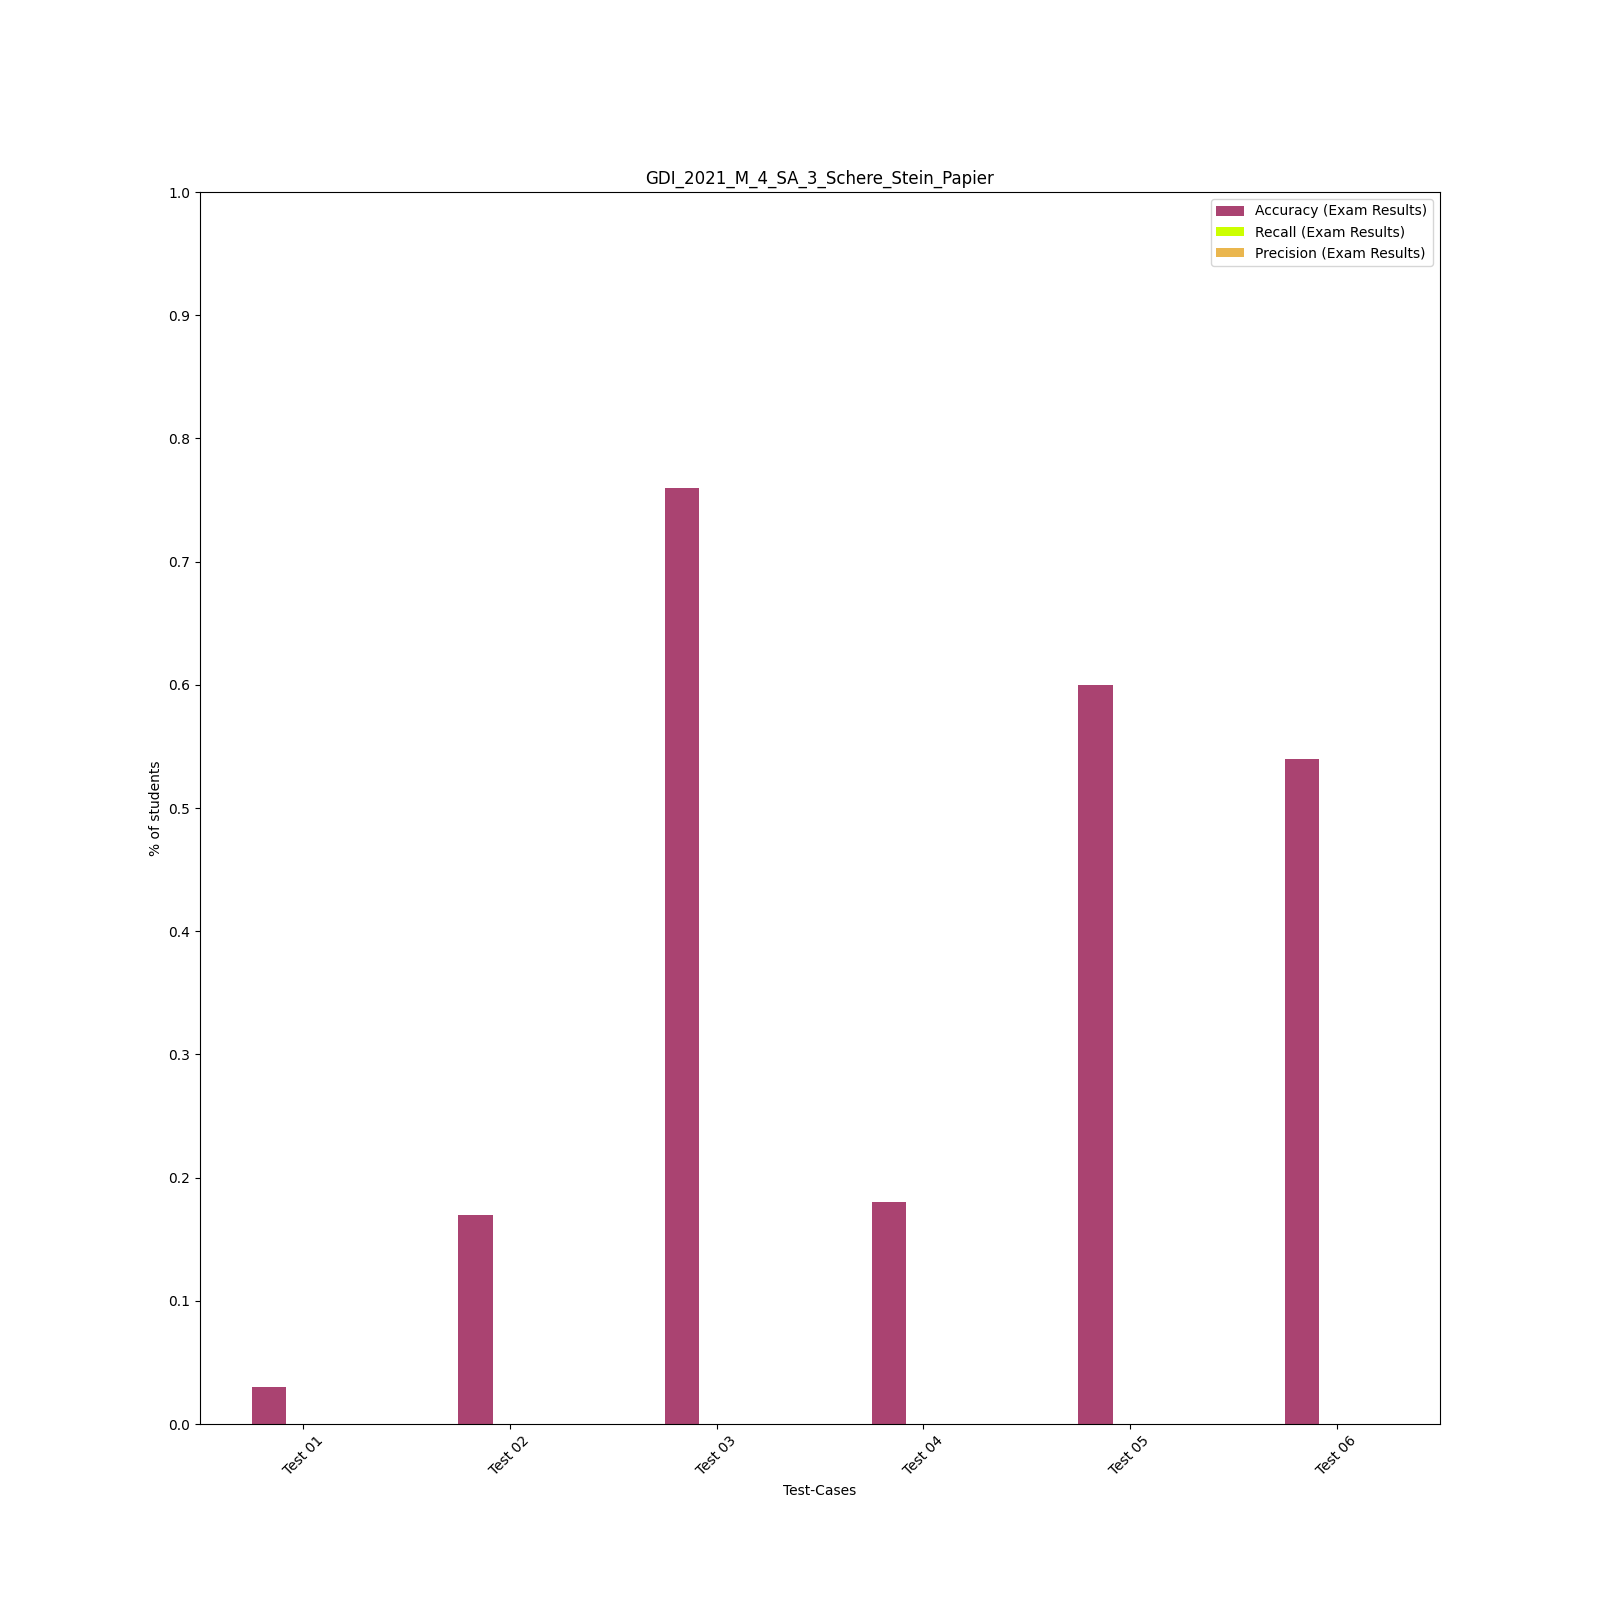 GDI_2021_M_4_SA_3_Schere_Stein_Papier
Accuracy (Exam Results)
Recall (Exam Results)
Precision (Exam Results)
% of students
1.0
0.9
0.8
0.7
0.6
0.5
0.4
0.3
0.2
0.1
0.0
Test 01
Test 02
Test 03
Test 04
Test 05
Test 06
Test-Cases